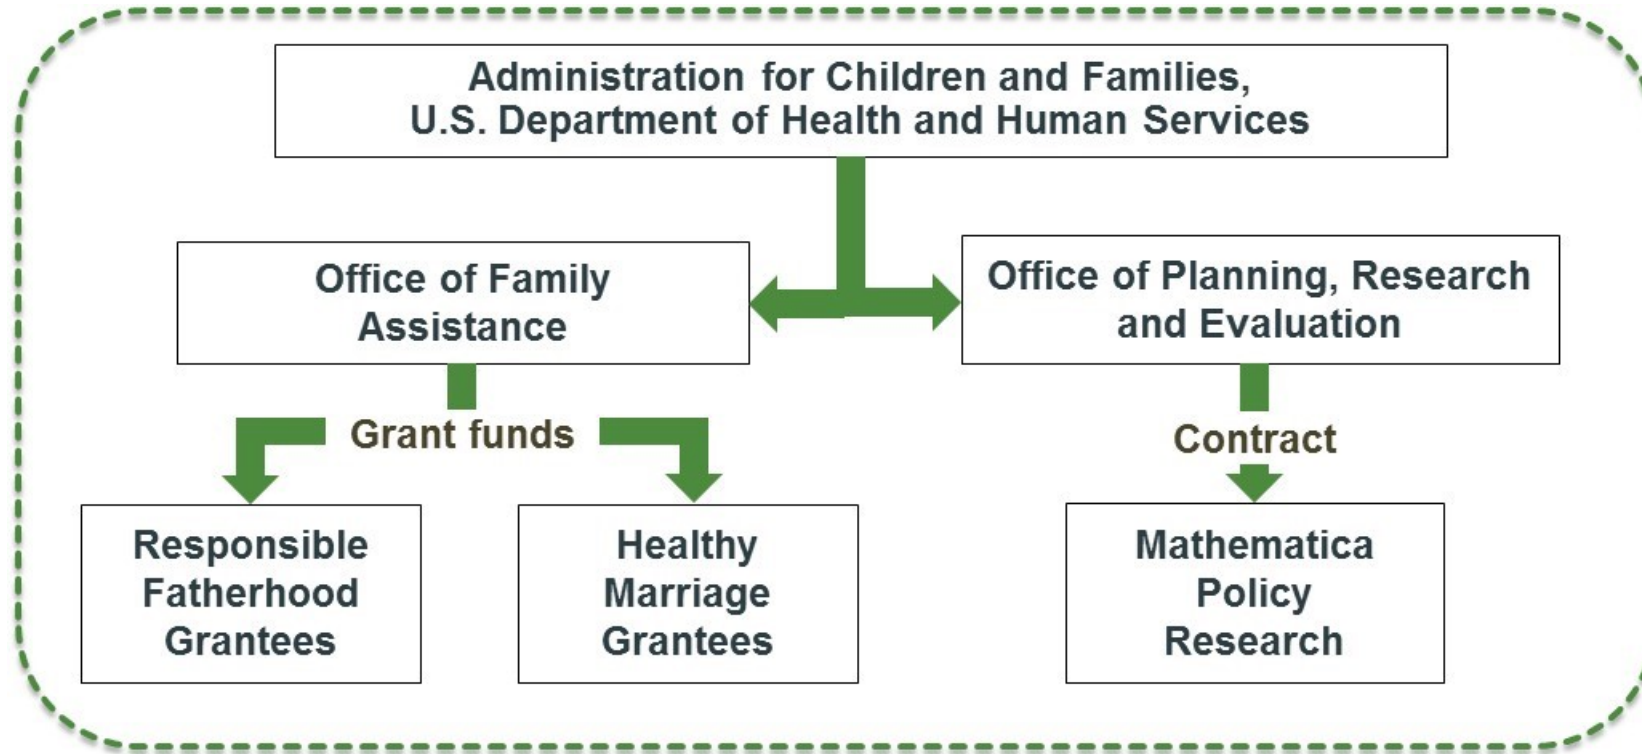 Administration for Children and Families,
U.S. Department of Health and Human Services
Office of Family
Assistance
Office of Planning, Research
and Evaluation
Grant funds
Contract
Responsible
Fatherhood
Grantees
Healthy
Marriage
Grantees
Mathematica
Policy
Research